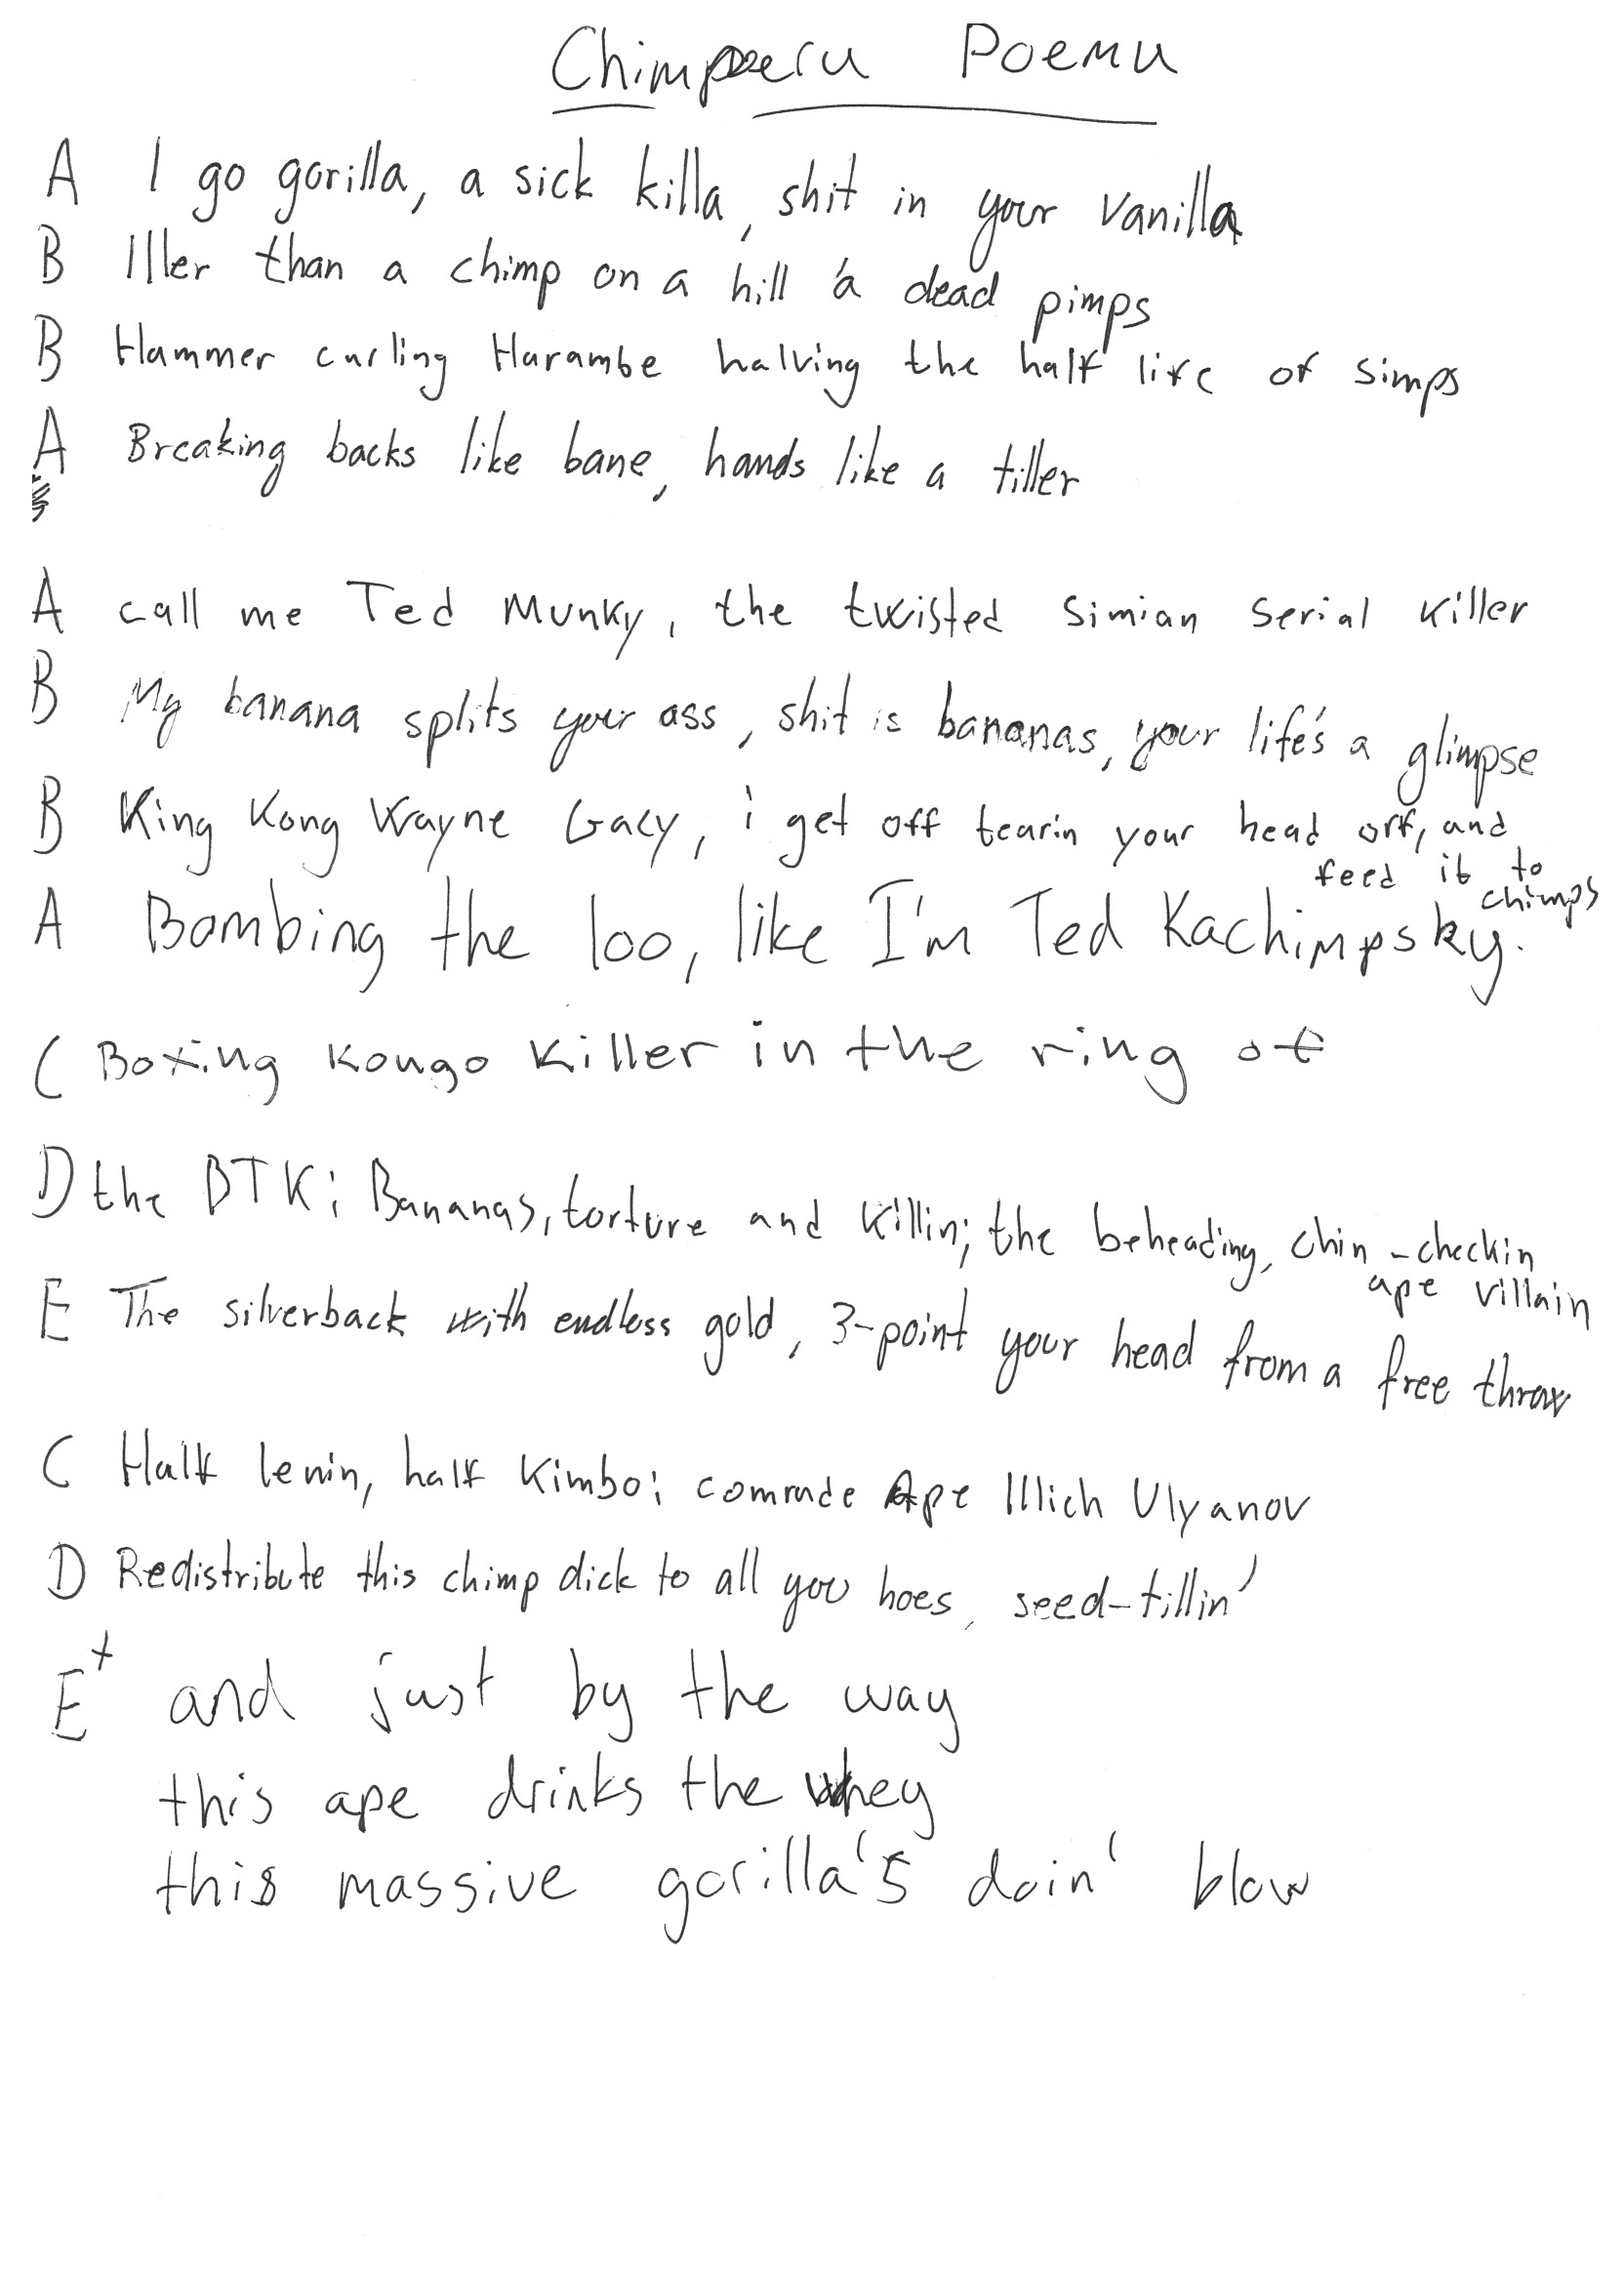 Chimperu Poemu
A I go gorilla, a sick killa, shit in your vanilla
B Iller than a chimp on a hill 'a dead pimps
B Hammer curling Harambe halving the half life of simps
A Breaking backs like bane, hands like a tiller
A call me Ted Munky, the twisted simian serial killer
B My banana splits your ass, shit is bananas, your life's a glimpse
B King Kong Wayne Gacy, i get off tearin your head off, and
feed it to
chimps
A Bombing the loo, like I'm Ted Kachimpsky.
C Boxing Kongo Killer in the ring of
D the BTK: Bananas, torture and Killin; the beheading, chin-checkin
ape villain
E The silverback with endless gold, 3-point your head from a free throw
C Half lenin, half Kimbo: comrade Ape Illich Ulyanov
D Redistribute this chimp dick to all you hoes, seed-tillin'
E+ and just by the way
this ape drinks the whey
this massive gorilla's doin' blow